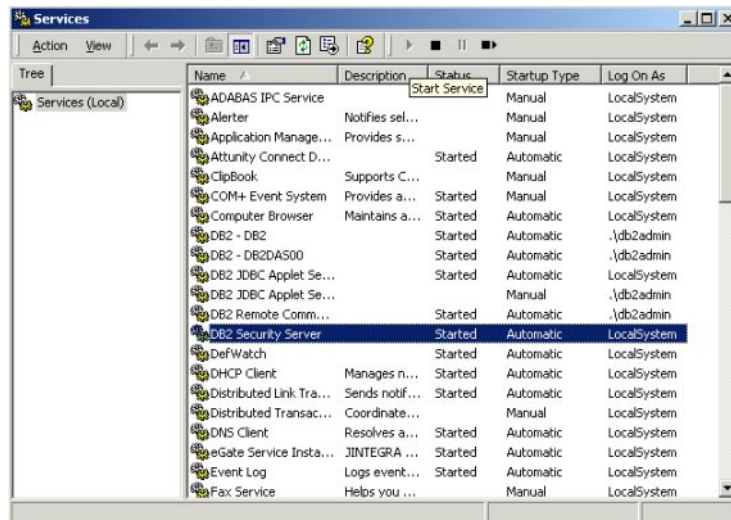 Services
Action View
Tree
Services (Local)
Name Description Status Startup Type Log On As
Start Service
ADABAS IPC Service Manual LocalSystem
Alerter Notifies sel... Manual LocalSystem
Application Manage... Provides s... Manual LocalSystem
Attunity Connect D... Started Automatic LocalSystem
ClipBook Supports C... Manual LocalSystem
COM+ Event System Provides a... Started Manual LocalSystem
Computer Browser Maintains a... Started Automatic LocalSystem
DB2 - DB2 Started Automatic .\db2admin
DB2 - DB2DAS00 Started Automatic .\db2admin
DB2 JDBC Applet Se... Started Automatic LocalSystem
DB2 JDBC Applet Se... Manual .\db2admin
DB2 Remote Comm... Started Automatic .\db2admin
DB2 Security Server Started Automatic LocalSystem
DefWatch Started Automatic LocalSystem
DHCP Client Manages n... Started Automatic LocalSystem
Distributed Link Tra... Sends notif... Started Automatic LocalSystem
Distributed Transac... Coordinate... Manual LocalSystem
DNS Client Resolves a... Started Automatic LocalSystem
eGate Service Insta... JINTEGRA ... Started Automatic LocalSystem
Event Log Logs event... Started Automatic LocalSystem
Fax Service Helps you ... Manual LocalSystem